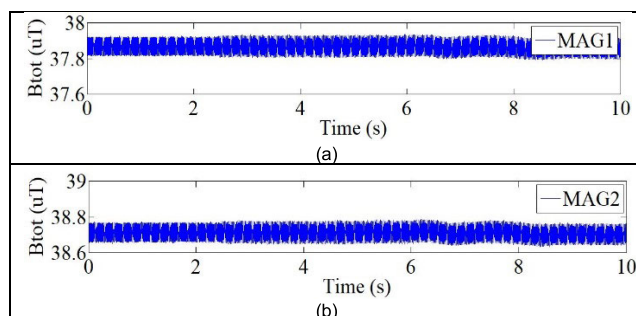 38
37.8
37.6
Btot (uT)
MAG1
0 2 4 6 8 10
Time (s)
(a)
39
38.8
38.6
Btot (uT)
MAG2
0 2 4 6 8 10
Time (s)
(b)